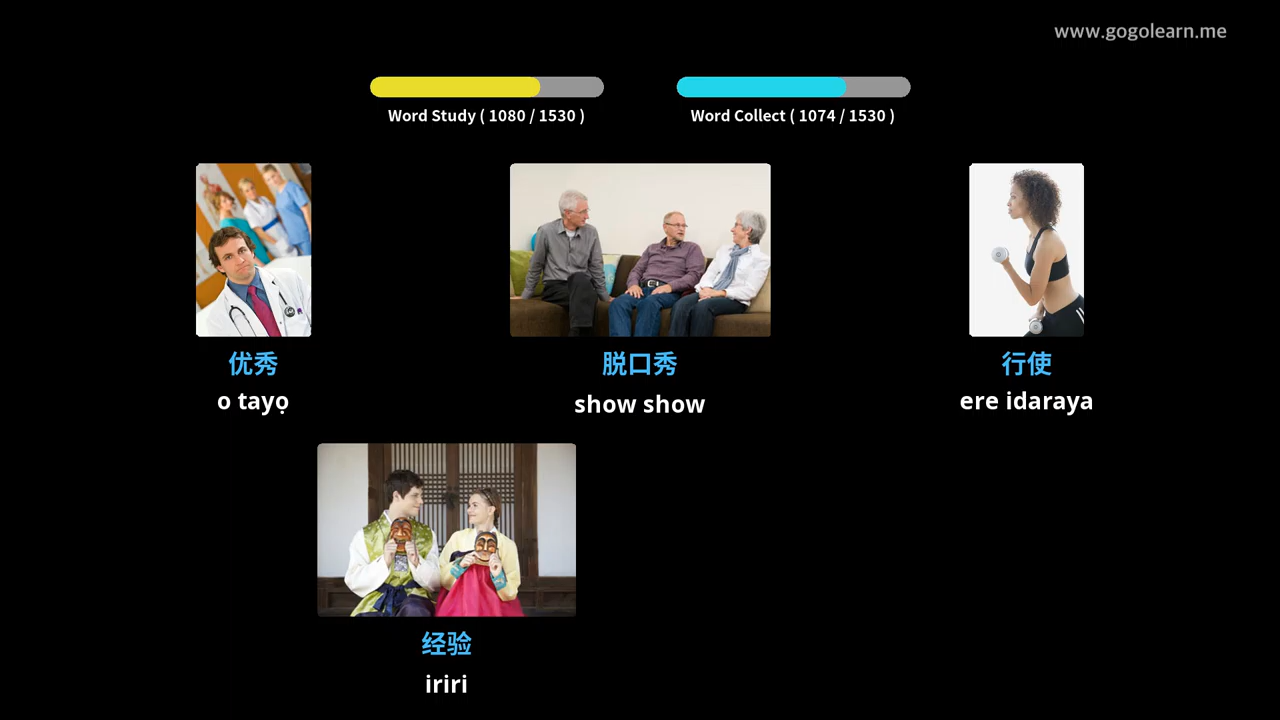 www.gogolearn.me
Word Study ( 1080 / 1530 )
Word Collect ( 1074 / 1530 )
优秀
o tayọ
脱口秀
show show
行使
ere idaraya
经验
iriri